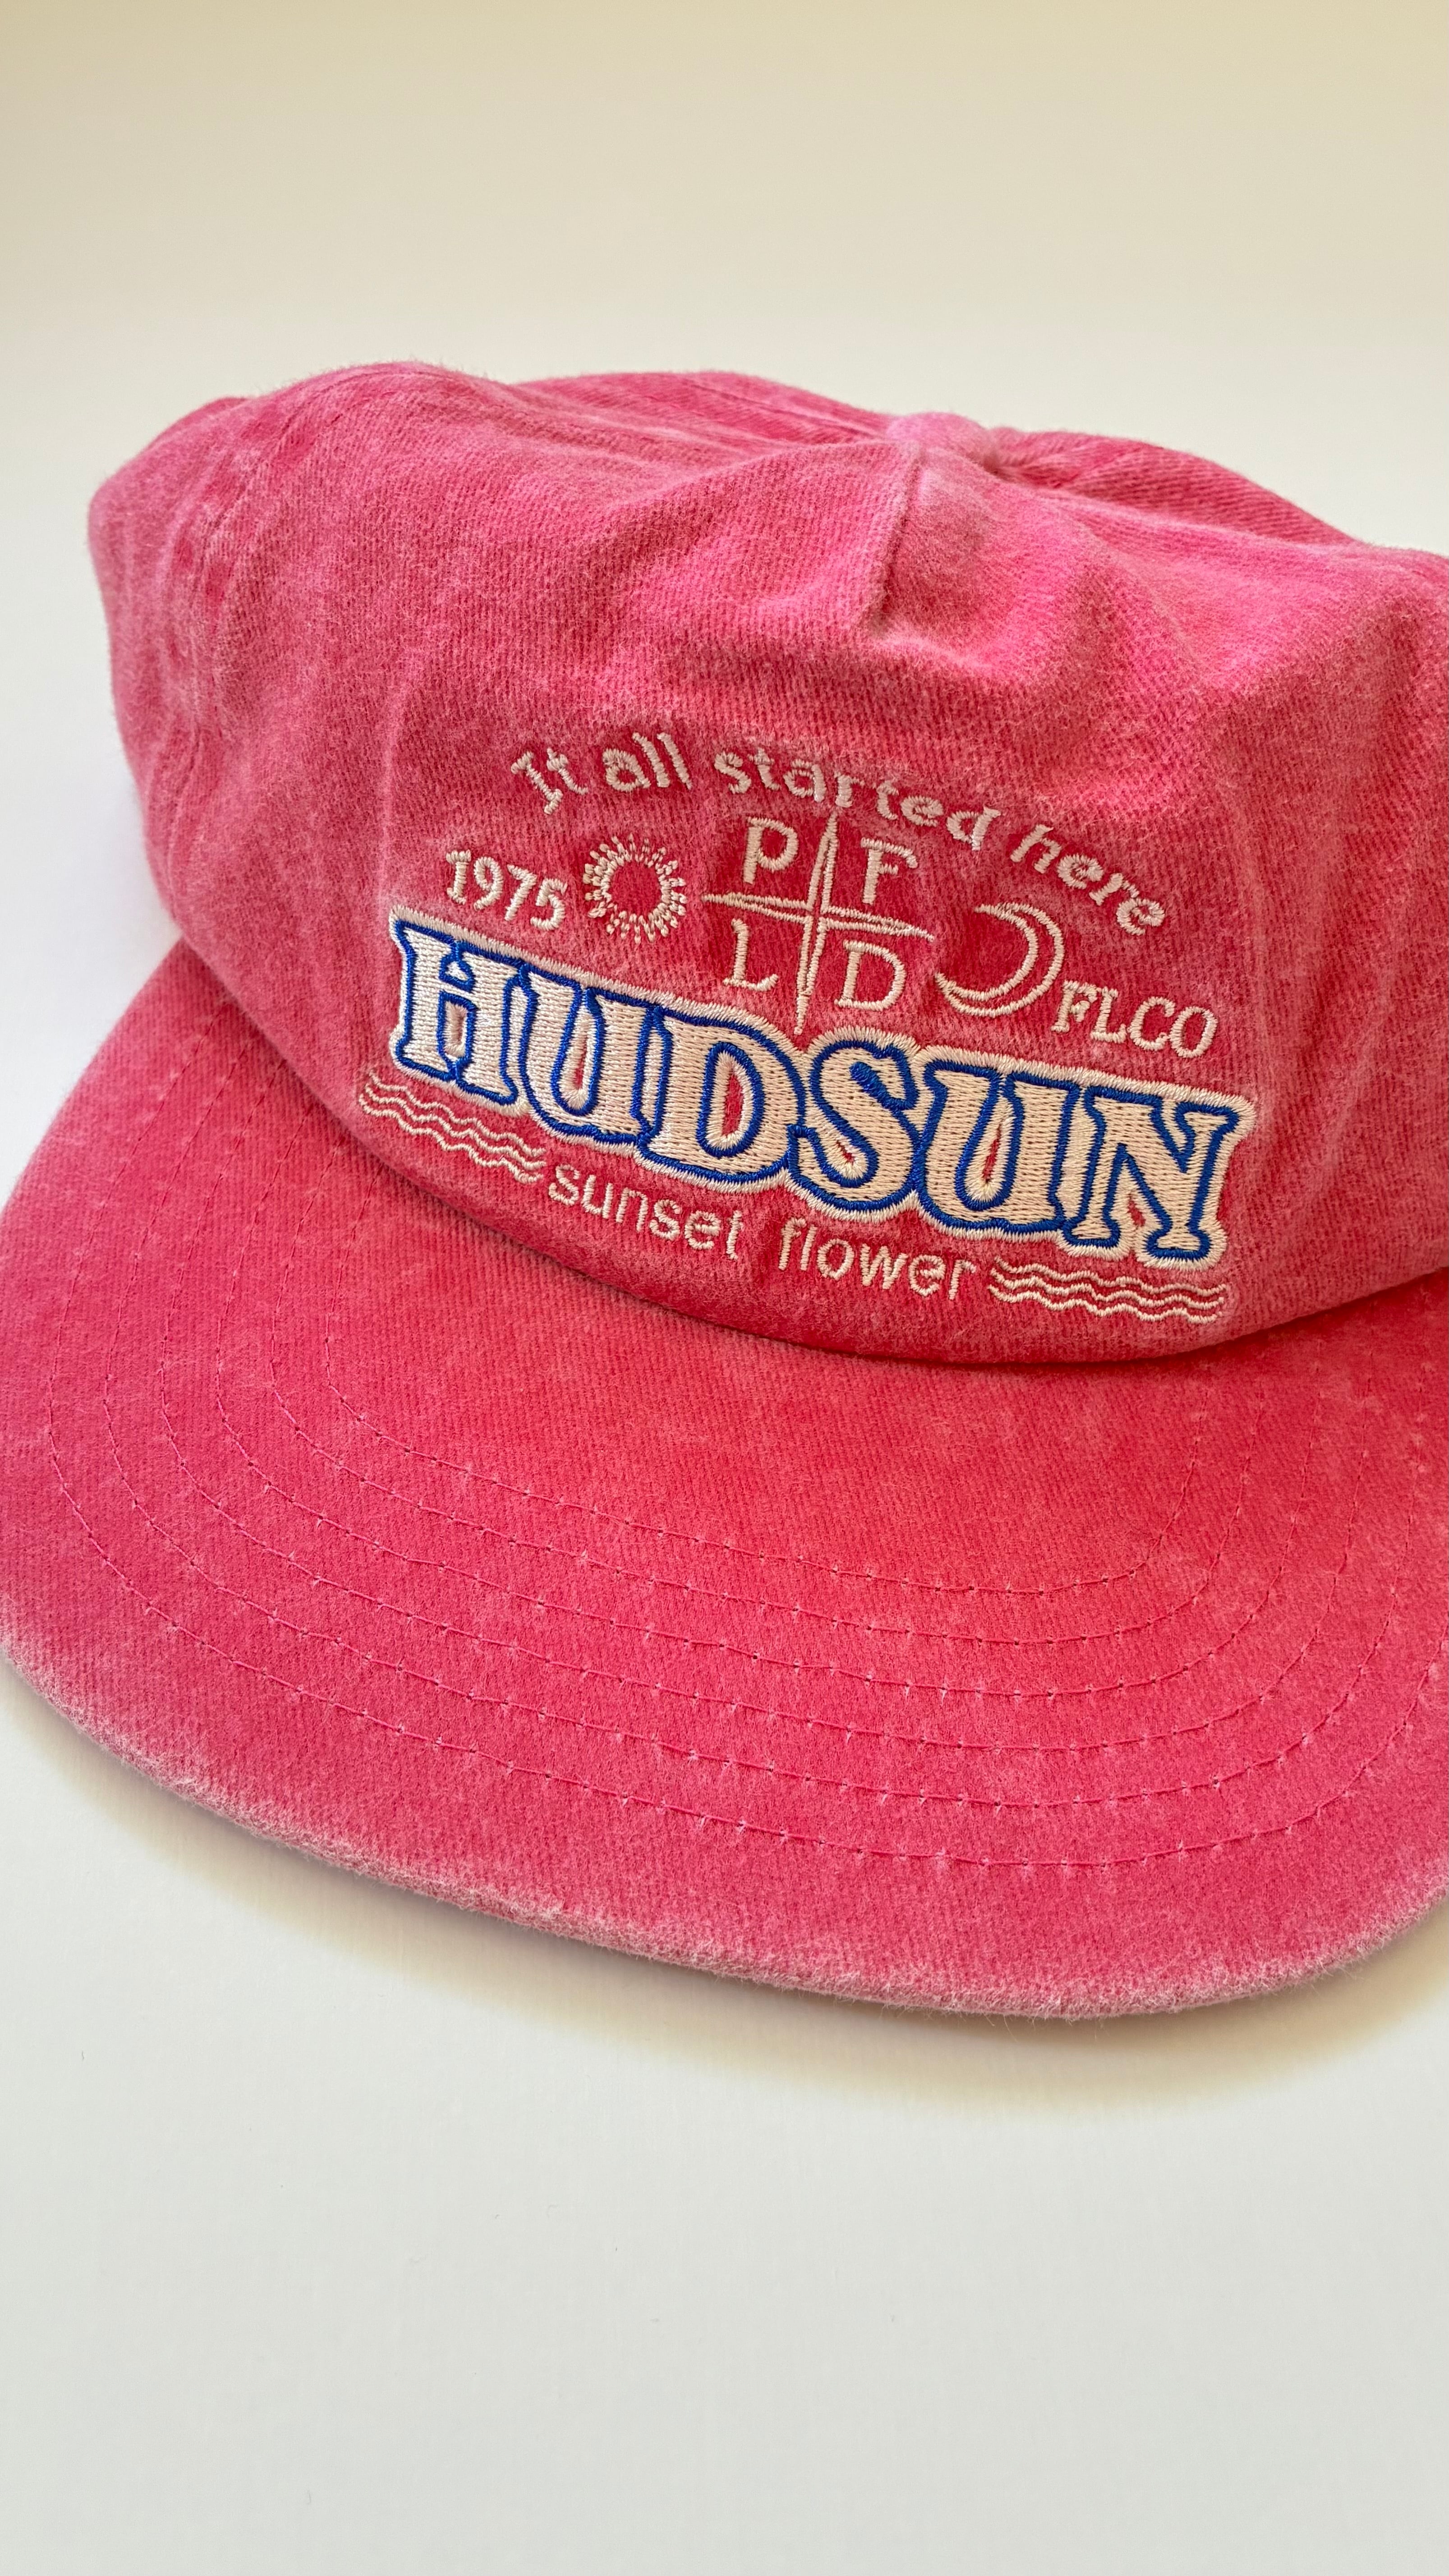 It all started here
1975 P F
L D FLCO
HUDSUN
sunset flower